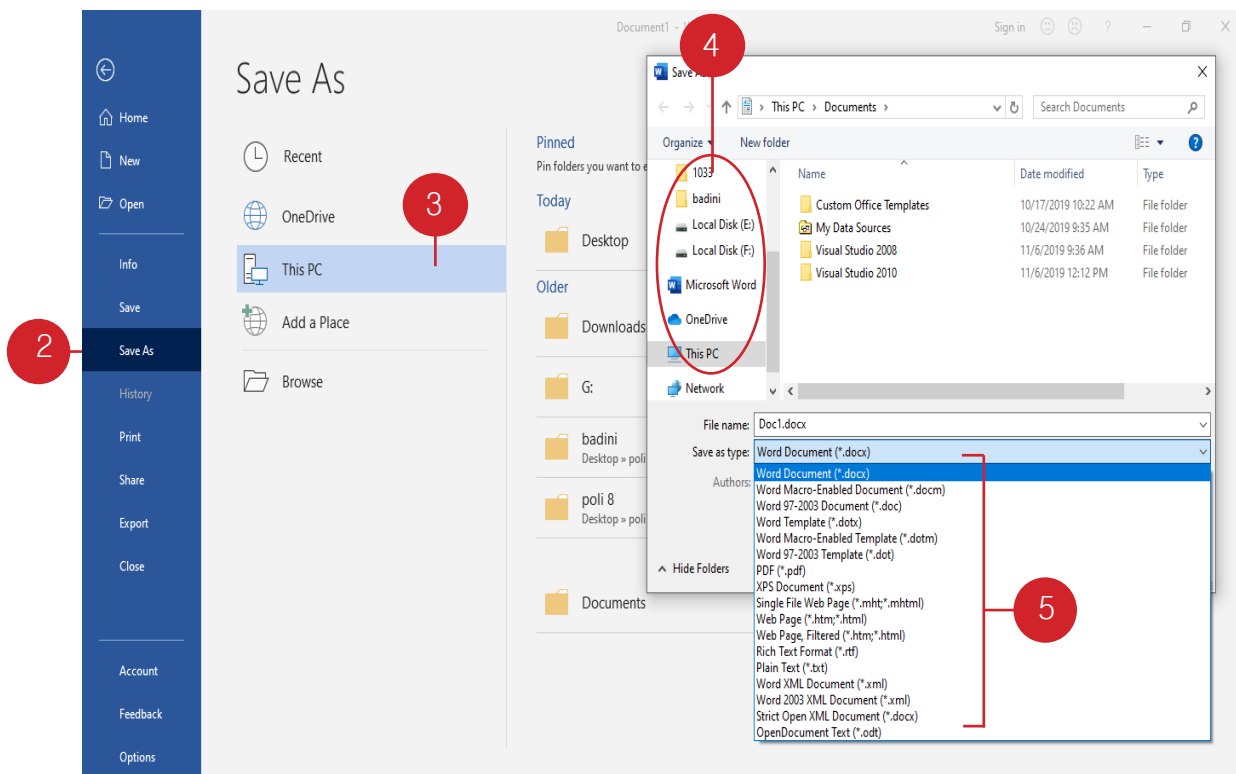 Document1 -
Sign in
?
4
Home
New
Open
Info
Save
2
Save As
History
Print
Share
Export
Close
Account
Feedback
Options
Save As
Recent
OneDrive
3
This PC
Add a Place
Browse
Pinned
Pin folders you want to
Today
Desktop
Older
Downloads
G:
badini
Desktop » poli
poli 8
Desktop » poli
Documents
Save
This PC > Documents >
Search Documents
Organize New folder
?
1033
badini
Local Disk (E:)
Local Disk (F:)
Microsoft Word
OneDrive
This PC
Network
Name Date modified Type
Custom Office Templates 10/17/2019 10:22 AM File folder
My Data Sources 10/24/2019 9:35 AM File folder
Visual Studio 2008 11/6/2019 9:36 AM File folder
Visual Studio 2010 11/6/2019 12:12 PM File folder
File name: Doc1.docx
Save as type: Word Document (*.docx)
Authors:
Hide Folders
Word Document (*.docx)
Word Macro-Enabled Document (*.docm)
Word 97-2003 Document (*.doc)
Word Template (*.dotx)
Word Macro-Enabled Template (*.dotm)
Word 97-2003 Template (*.dot)
PDF (*.pdf)
XPS Document (*.xps)
Single File Web Page (*.mht;*.mhtml)
Web Page (*.htm;*.html)
Web Page, Filtered (*.htm;*.html)
Rich Text Format (*.rtf)
Plain Text (*.txt)
Word XML Document (*.xml)
Word 2003 XML Document (*.xml)
Strict Open XML Document (*.docx)
OpenDocument Text (*.odt)
5